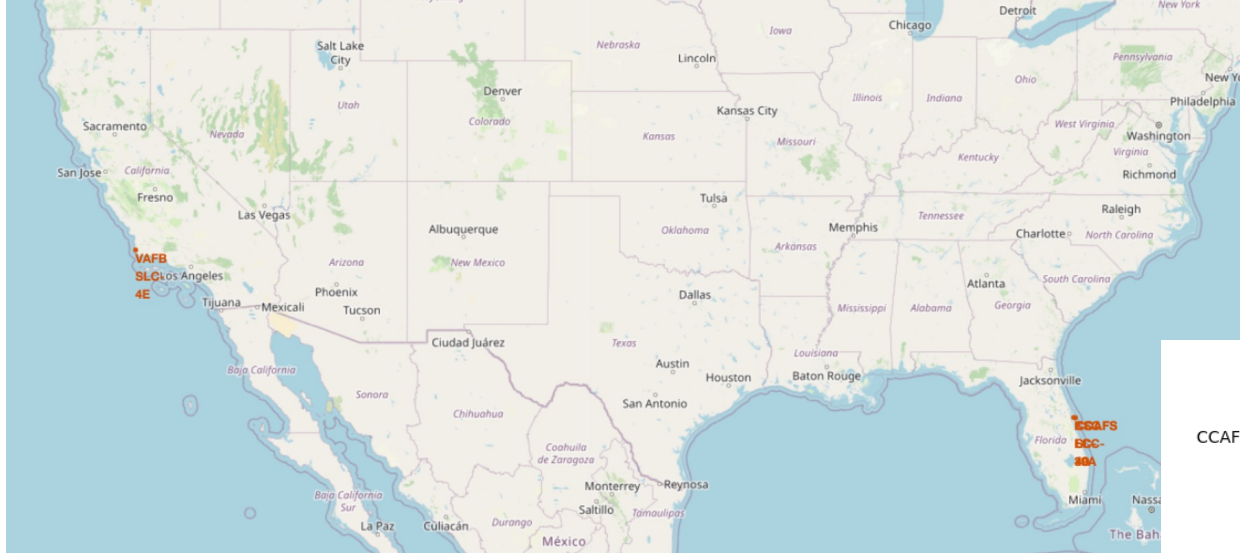 New York
Detroit
Chicago
Iowa
Nebraska
Salt Lake
City
Lincoln
Pennsylvania
New Yo
Ohio
Denver
Illinois
Indiana
Philadelphia
Utah
Kansas City
Colorado
Sacramento
Nevada
Kansas
Missouri
West Virginia
Washington
Virginia
Kentucky
San Jose
California
Richmond
Fresno
Tulsa
Las Vegas
Raleigh
Tennessee
Albuquerque
Oklahoma
Memphis
Charlotte
North Carolina
Arkansas
VAFB
SLC-
4E
Los Angeles
Arizona
New Mexico
South Carolina
Atlanta
Phoenix
Dallas
Tijuana
Mexicali
Tucson
Mississippi
Alabama
Georgia
Ciudad Juárez
Texas
Louisiana
Austin
Baja California
Houston
Baton Rouge
Jacksonville
Sonora
San Antonio
Chihuahua
CCAFS
Florida
CCAF
Coahuila
de Zaragoza
Monterrey
Reynosa
Baja California
Sur
Miami
Nassa
Saltillo
Tamaulipas
La Paz
Culiacán
Durango
México
The Bah